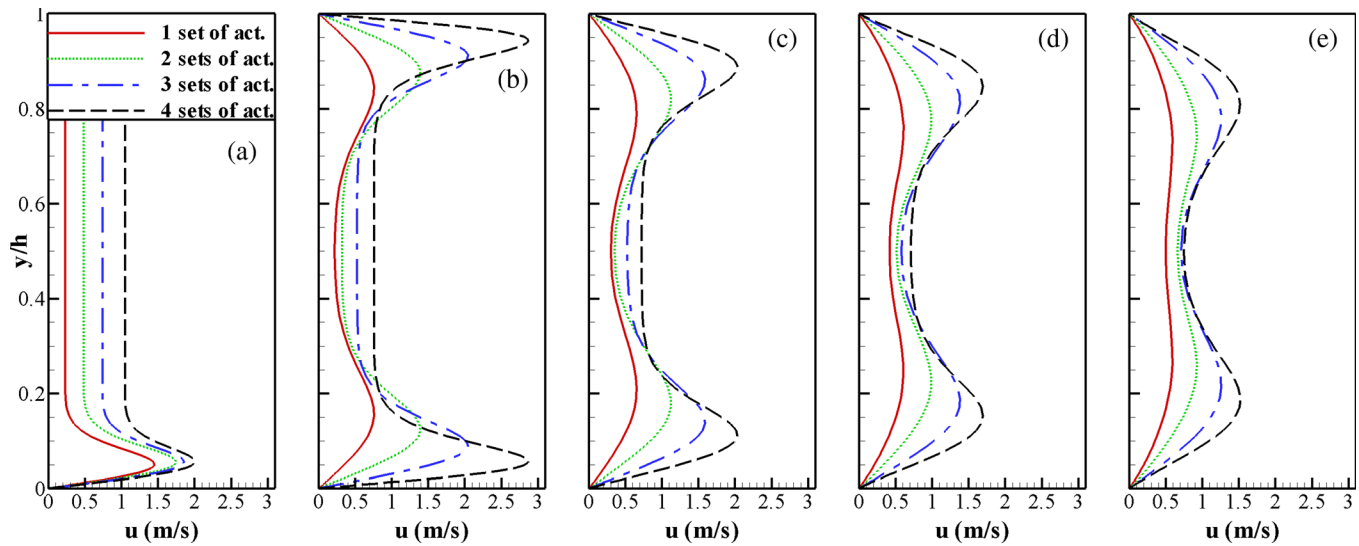 1 set of act.
2 sets of act.
3 sets of act.
4 sets of act.
(a)
(b)
(c)
(d)
(e)
y/h
1
0.8
0.6
0.4
0.2
0
0 0.5 1 1.5 2 2.5 3
0 0.5 1 1.5 2 2.5 3
0 0.5 1 1.5 2 2.5 3
0 0.5 1 1.5 2 2.5 3
0 0.5 1 1.5 2 2.5 3
u (m/s)
u (m/s)
u (m/s)
u (m/s)
u (m/s)